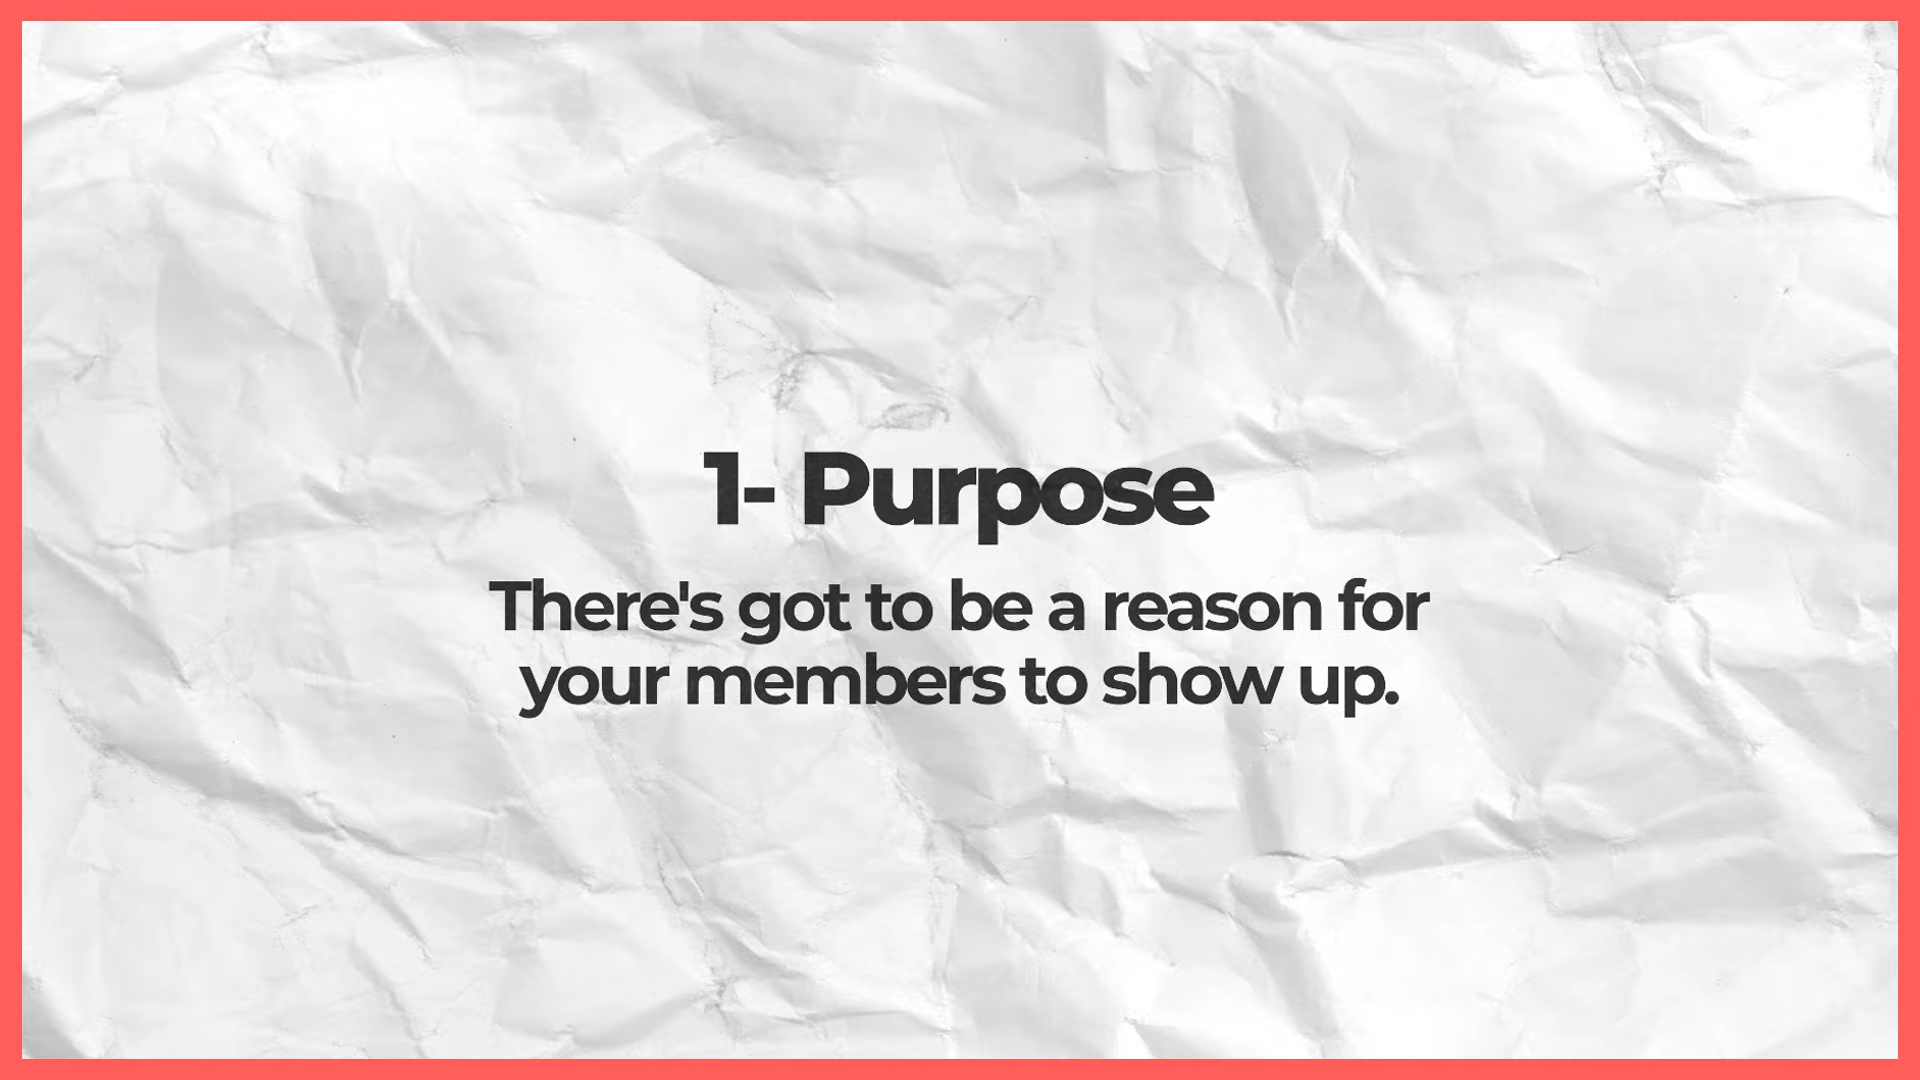 1- Purpose
There's got to be a reason for
your members to show up.